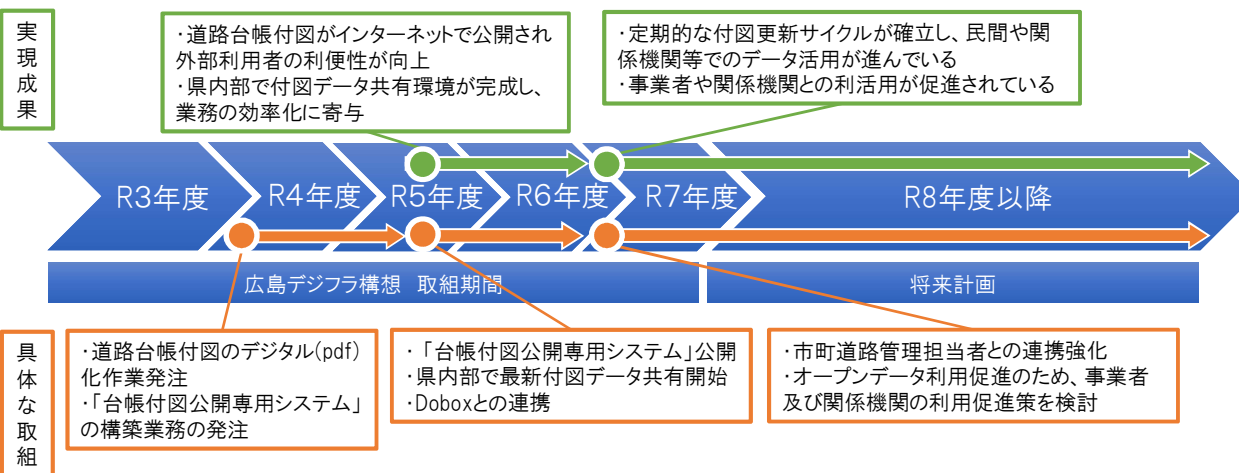 実現成果
・道路台帳付図がインターネットで公開され
外部利用者の利便性が向上
・県内部で付図データ共有環境が完成し、
業務の効率化に寄与
・定期的な付図更新サイクルが確立し、民間や関
係機関等でのデータ活用が進んでいる
・事業者や関係機関との利活用が促進されている
R3年度
R4年度
R5年度
R6年度
R7年度
R8年度以降
広島デジフラ構想 取組期間
将来計画
具体な取組
・道路台帳付図のデジタル(pdf)
化作業発注
・「台帳付図公開専用システム」
の構築業務の発注
・「台帳付図公開専用システム」公開
・県内部で最新付図データ共有開始
・Doboxとの連携
・市町道路管理担当者との連携強化
・オープンデータ利用促進のため、事業者
及び関係機関の利用促進策を検討